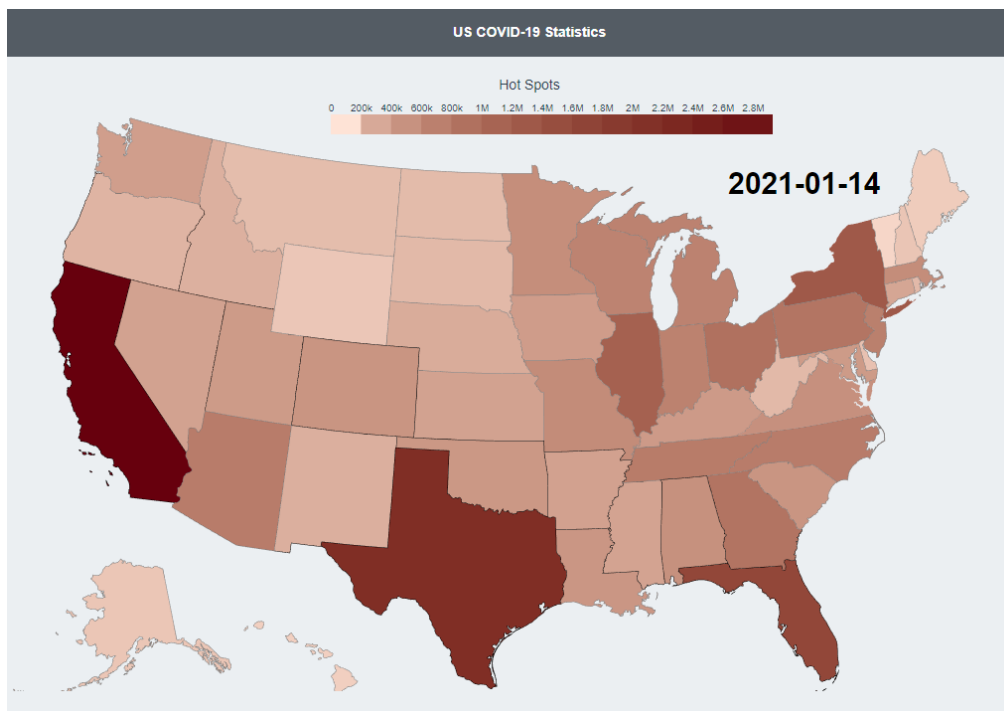 US COVID-19 Statistics
Hot Spots
0 200k 400k 600k 800k 1M 1.2M 1.4M 1.6M 1.8M 2M 2.2M 2.4M 2.6M 2.8M
2021-01-14